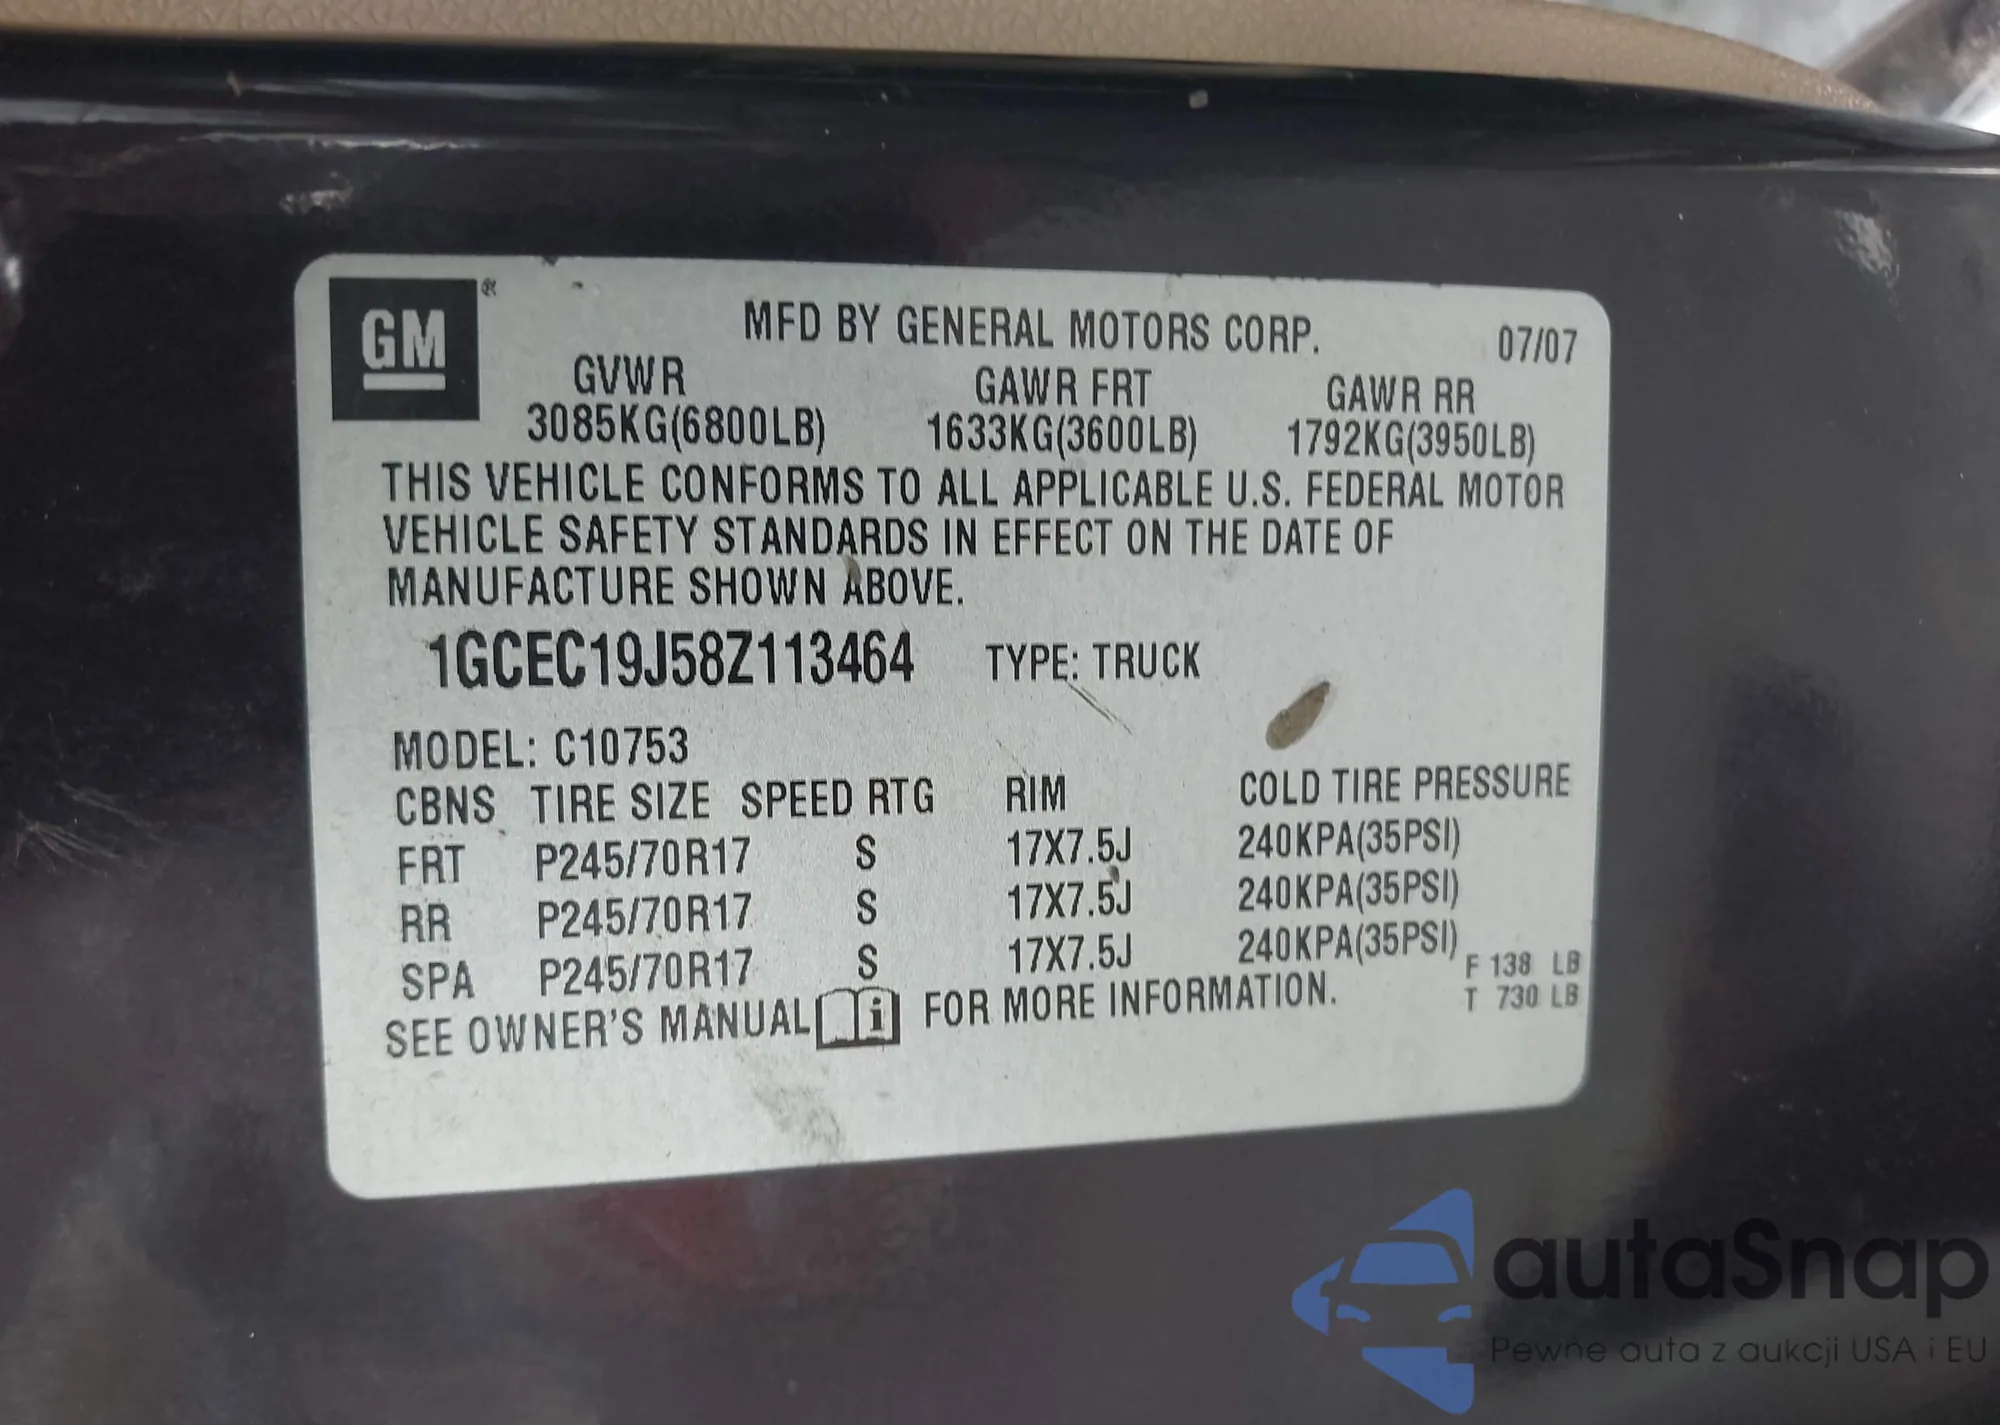 GM®
MFD BY GENERAL MOTORS CORP. 07/07
GVWR GAWR FRT GAWR RR
3085KG(6800LB) 1633KG(3600LB) 1792KG(3950LB)
THIS VEHICLE CONFORMS TO ALL APPLICABLE U.S. FEDERAL MOTOR
VEHICLE SAFETY STANDARDS IN EFFECT ON THE DATE OF
MANUFACTURE SHOWN ABOVE.
1GCEC19J58Z113464 TYPE: TRUCK
MODEL: C10753
CBNS TIRE SIZE SPEED RTG RIM COLD TIRE PRESSURE
FRT P245/70R17 S 17X7.5J 240KPA(35PSI)
RR P245/70R17 S 17X7.5J 240KPA(35PSI)
SPA P245/70R17 S 17X7.5J 240KPA(35PSI)
F 138 LB
T 730 LB
SEE OWNER'S MANUAL i FOR MORE INFORMATION.
autaSnap
Pewne auta z aukcji USA i EU